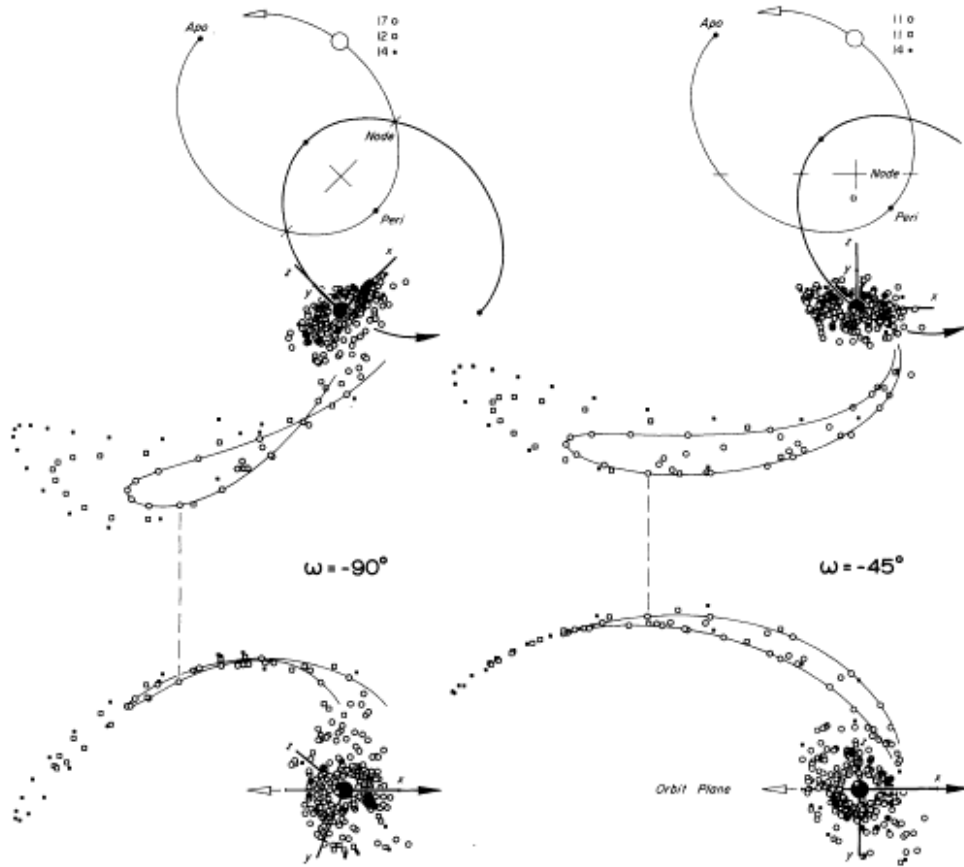 Apo
17 o
12 □
14 •
Node
Peri
x
z
y
ω = -90°
z
x
y
Apo
11 o
11 □
14 •
Node
Peri
z
y
x
ω = -45°
Orbit Plane
z
x
y